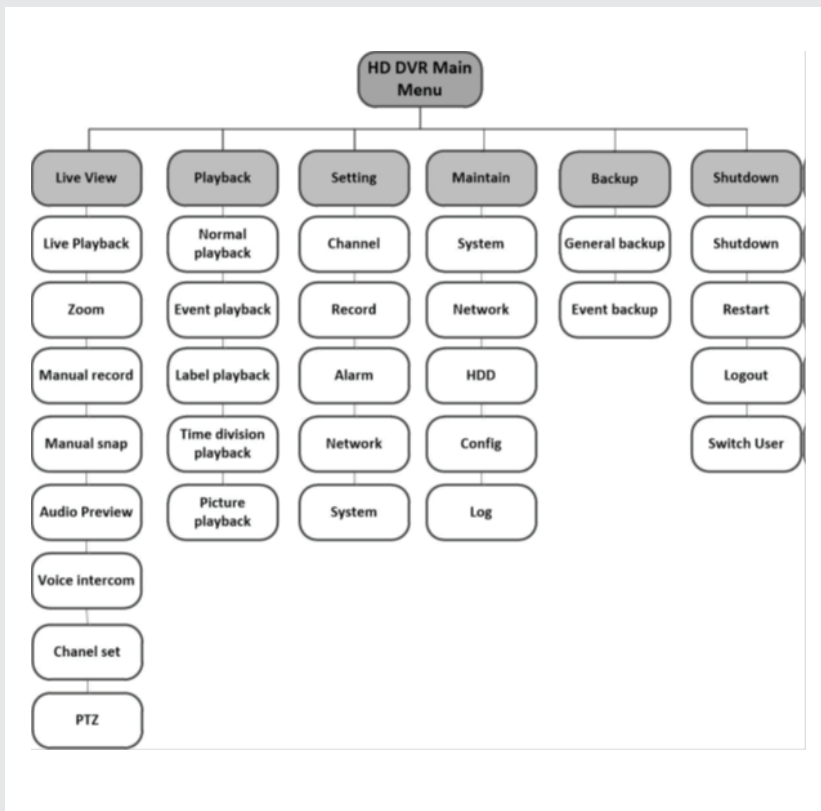 HD DVR Main
Menu
Live View
Playback
Setting
Maintain
Backup
Shutdown
Live Playback
Normal
playback
Channel
System
General backup
Shutdown
Zoom
Event playback
Record
Network
Event backup
Restart
Manual record
Label playback
Alarm
HDD
Logout
Manual snap
Time division
playback
Network
Config
Switch User
Audio Preview
Picture
playback
System
Log
Voice intercom
Chanel set
PTZ